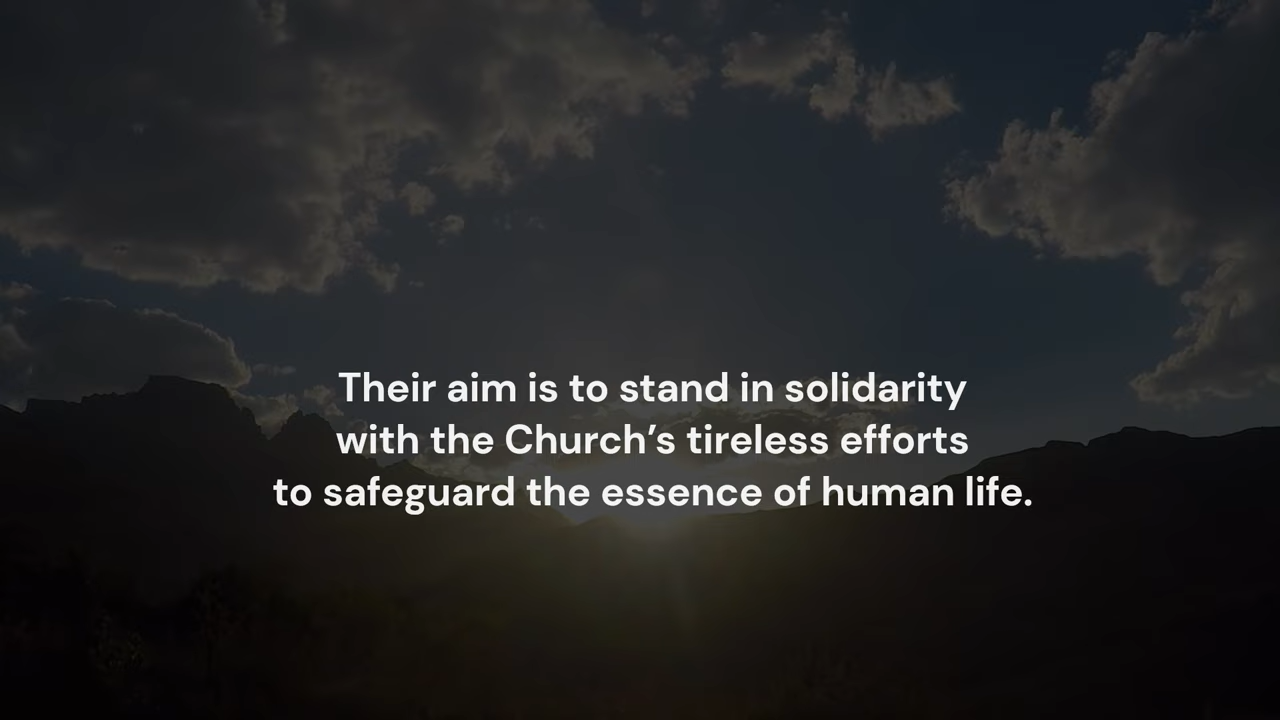 Their aim is to stand in solidarity
with the Church’s tireless efforts
to safeguard the essence of human life.